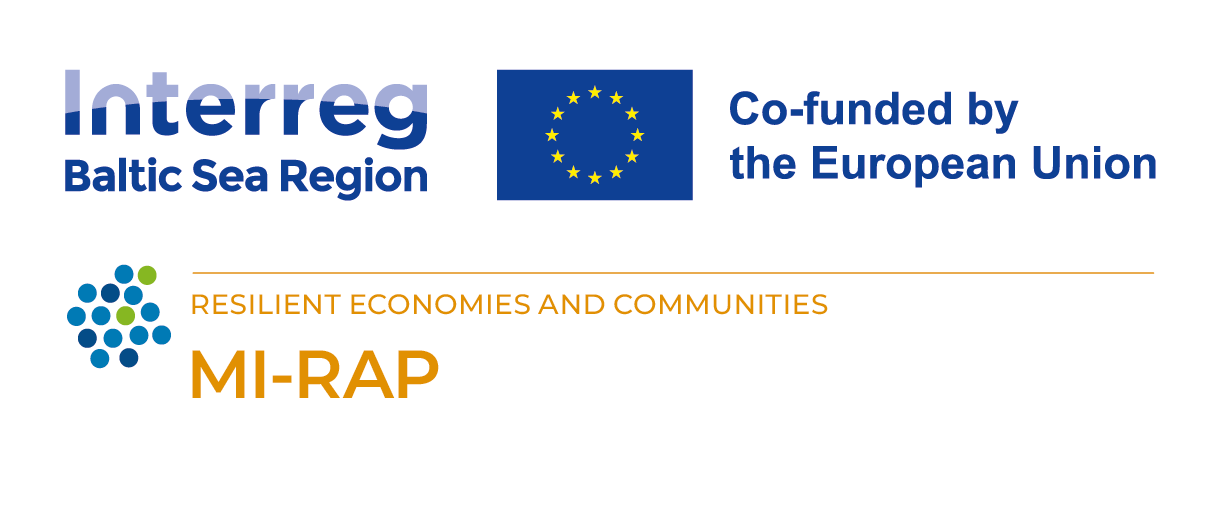 Interreg
Baltic Sea Region
Co-funded by
the European Union
RESILIENT ECONOMIES AND COMMUNITIES
MI-RAP